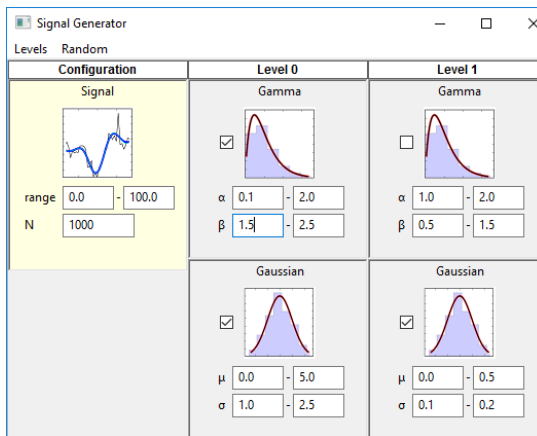 Signal Generator
Levels Random
Configuration Level 0 Level 1
Signal Gamma Gamma
range 0.0 - 100.0 α 0.1 - 2.0 α 1.0 - 2.0
N 1000 β 1.5 - 2.5 β 0.5 - 1.5
Gaussian Gaussian
μ 0.0 - 5.0 μ 0.0 - 0.5
σ 1.0 - 2.5 σ 0.1 - 0.2